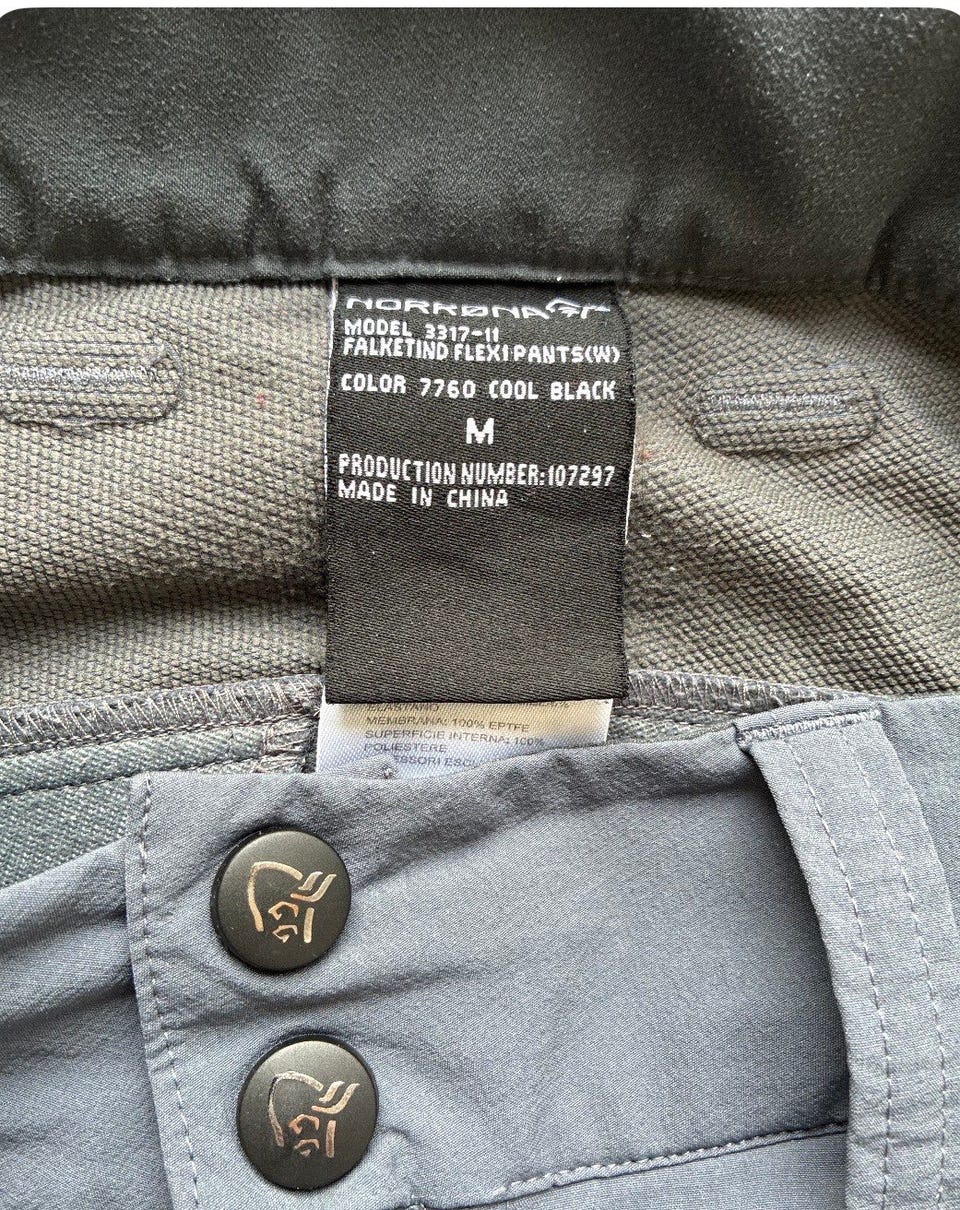 NORRØNA
MODEL 3317-11
FALKETIND FLEX1 PANTS(W)
COLOR 7760 COOL BLACK
M
PRODUCTION NUMBER:107297
MADE IN CHINA
ELASTANO
MEMBRANA: 100% EPTFE
SUPERFICIE INTERNA: 100%
POLIESTERE